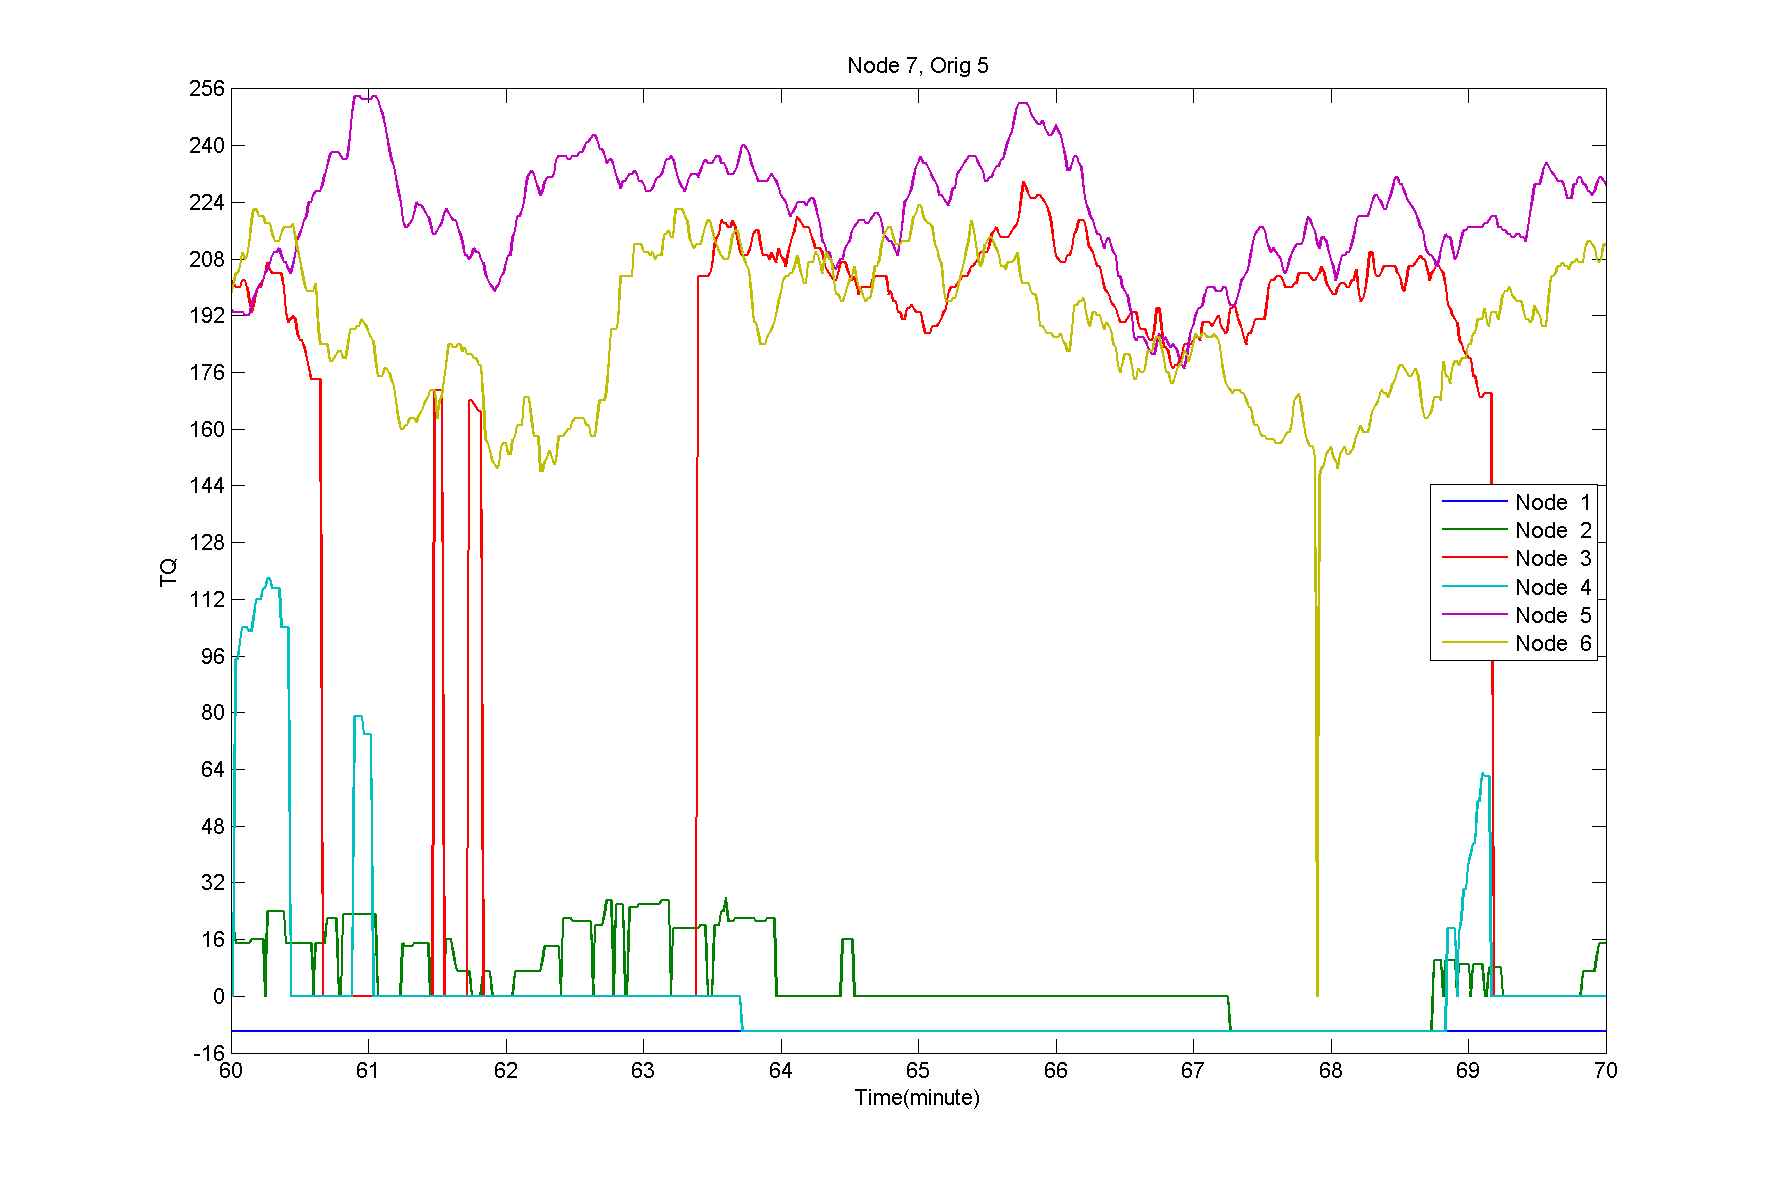 Node 7, Orig 5
256
240
224
208
192
176
160
144
128
112
96
80
64
48
32
16
0
-16
TQ
Node 1
Node 2
Node 3
Node 4
Node 5
Node 6
60 61 62 63 64 65 66 67 68 69 70
Time(minute)